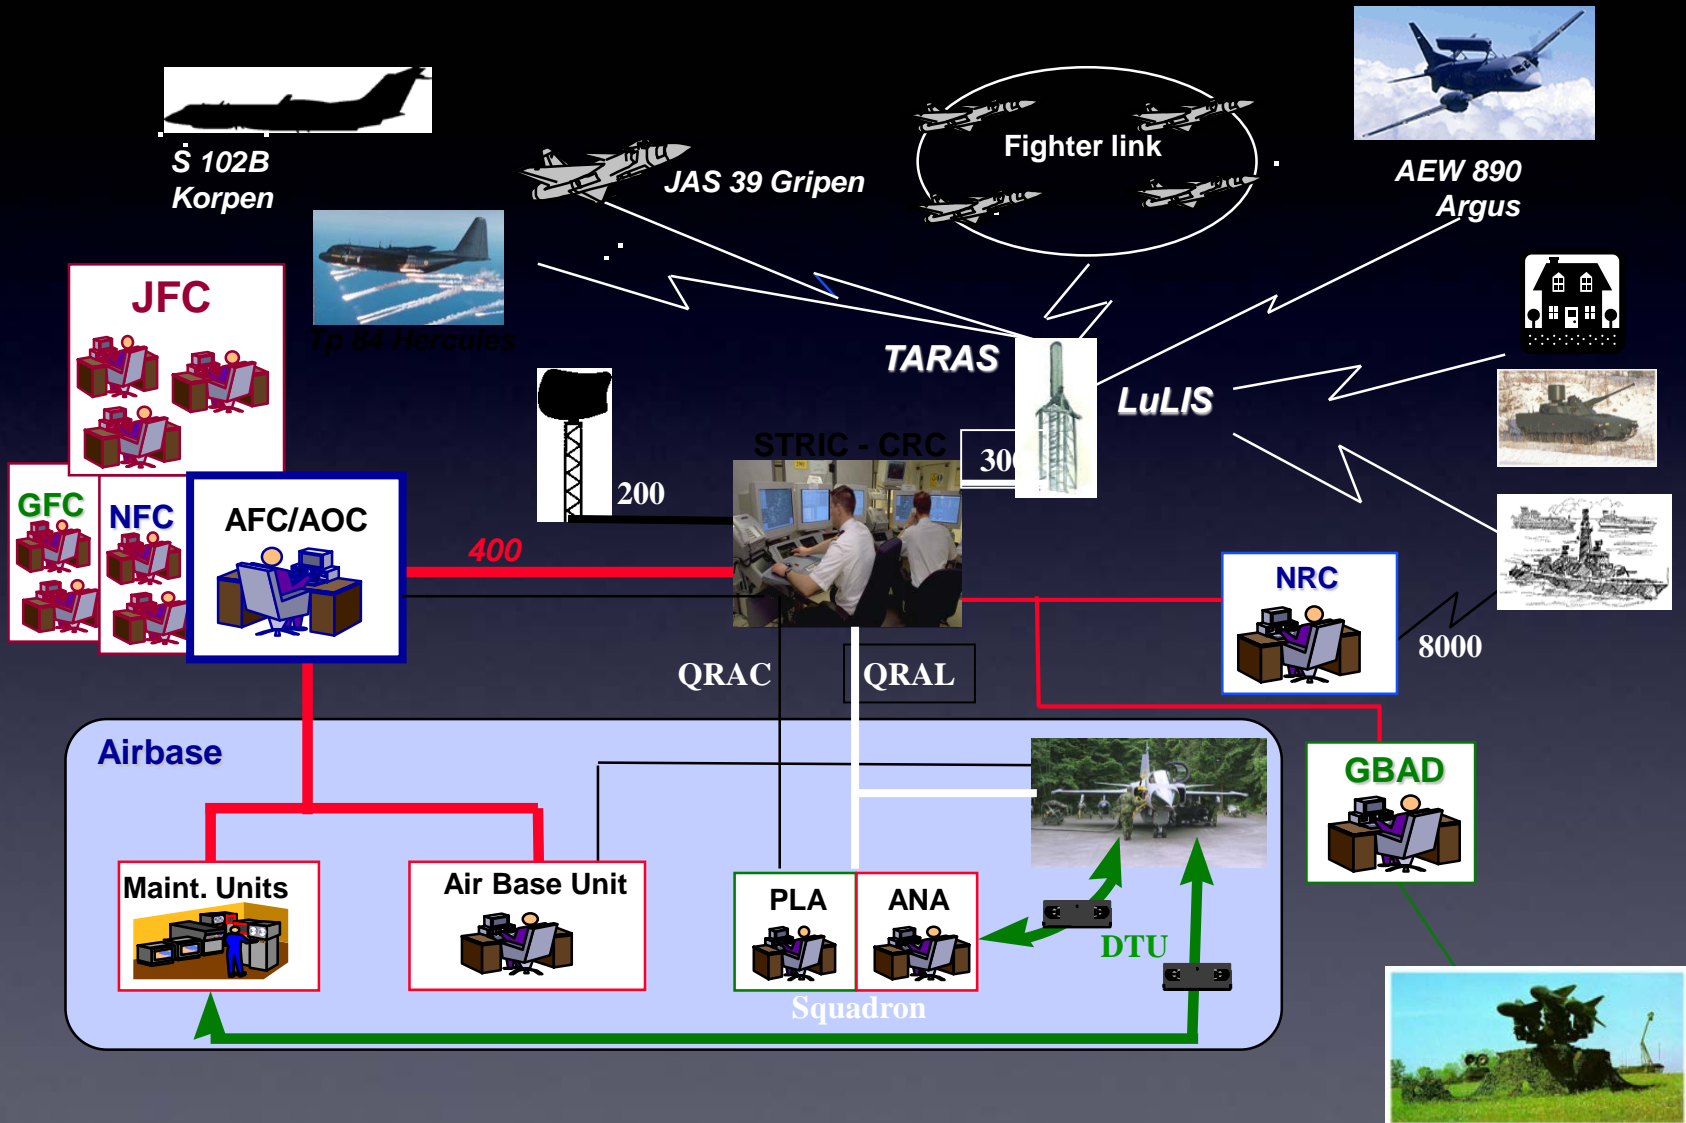 S 102B
Korpen
JAS 39 Gripen
Fighter link
AEW 890
Argus
Tp 84 Hercules
JFC
TARAS
LuLIS
STRIC - CRC
300
200
GFC
NFC
AFC/AOC
400
NRC
8000
QRAC
QRAL
Airbase
GBAD
Maint. Units
Air Base Unit
PLA
ANA
DTU
Squadron